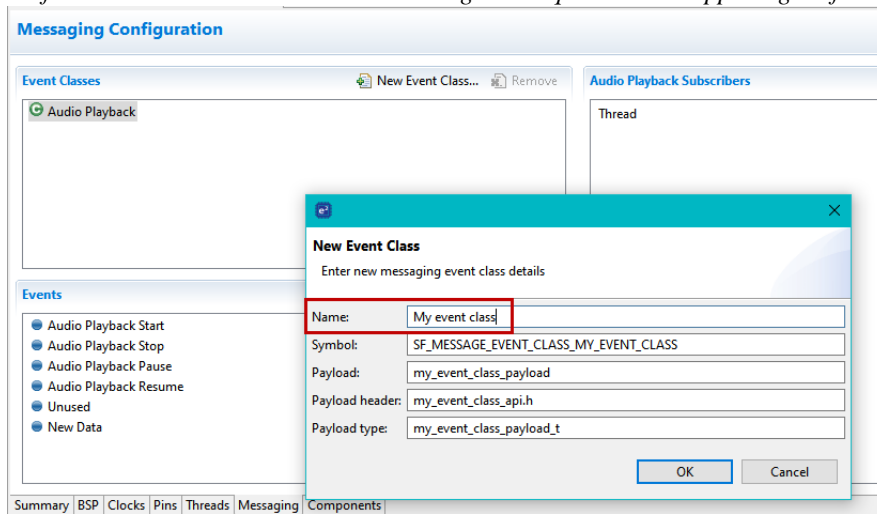 Messaging Configuration
Event Classes
New Event Class...
Remove
Audio Playback Subscribers
Audio Playback
Thread
New Event Class
Enter new messaging event class details
Name:
My event class
Symbol:
SF_MESSAGE_EVENT_CLASS_MY_EVENT_CLASS
Payload:
my_event_class_payload
Payload header:
my_event_class_api.h
Payload type:
my_event_class_payload_t
OK
Cancel
Events
Audio Playback Start
Audio Playback Stop
Audio Playback Pause
Audio Playback Resume
Unused
New Data
Summary
BSP
Clocks
Pins
Threads
Messaging
Components